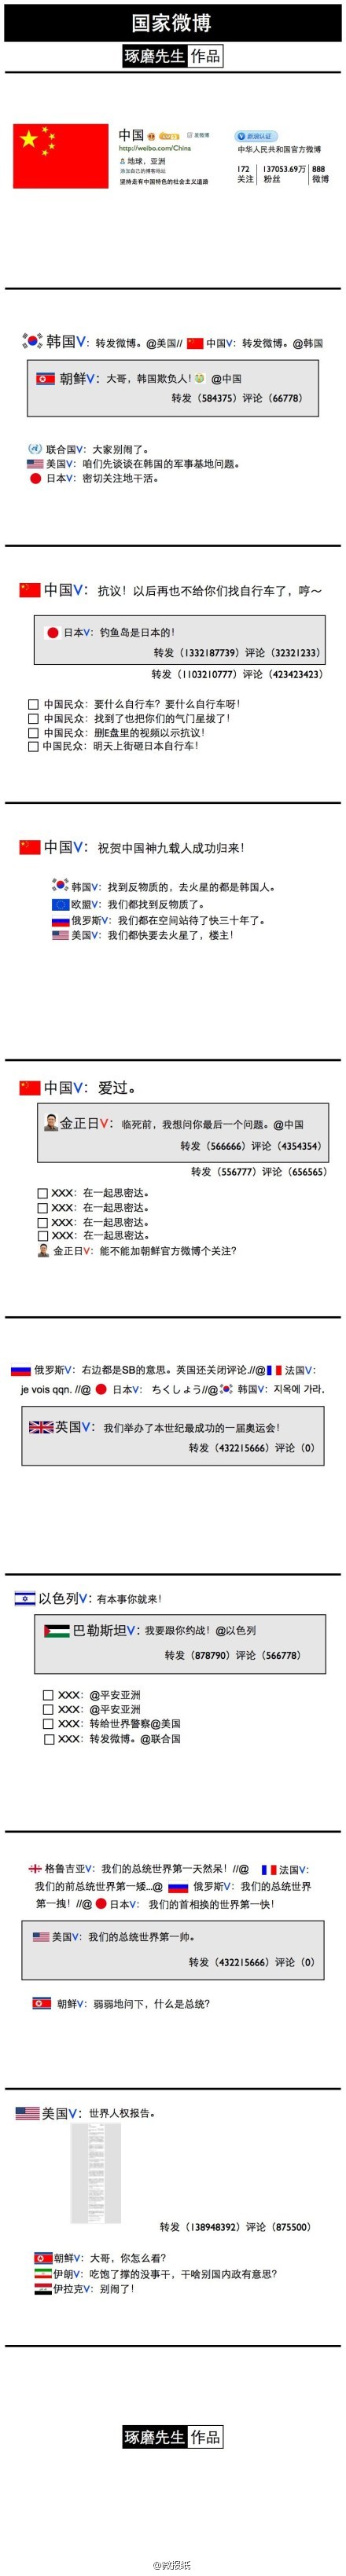 国家微博
琢磨先生 作品
中国
http://weibo.com/China
地球，亚洲
添加自己的博客地址
坚持走有中国特色的社会主义道路
新浪认证
中华人民共和国官方微博
172 137053.69万 888
关注 粉丝 微博
韩国V：转发微博。@美国// 中国V：转发微博。@韩国
朝鲜V：大哥，韩国欺负人！ @中国
转发（584375）评论（66778）
联合国V：大家别闹了。
美国V：咱们先谈谈在韩国的军事基地问题。
日本V：密切关注地干活。
中国V：抗议！以后再也不给你们找自行车了，哼～
日本V：钓鱼岛是日本的！
转发（1332187739）评论（32321233）
转发（1103210777）评论（423423423）
中国民众：要什么自行车？要什么自行车呀！
中国民众：找到了也把你们的气门星拔了！
中国民众：删E盘里的视频以示抗议！
中国民众：明天上街砸日本自行车！
中国V：祝贺中国神九载人成功归来！
韩国V：找到反物质的，去火星的都是韩国人。
欧盟V：我们都找到反物质了。
俄罗斯V：我们都在空间站待了快三十年了。
美国V：我们都快要去火星了，楼主！
中国V：爱过。
金正日V：临死前，我想问你最后一个问题。@中国
转发（566666）评论（4354354）
转发（556777）评论（656565）
XXX：在一起思密达。
XXX：在一起思密达。
XXX：在一起思密达。
XXX：在一起思密达。
金正日V：能不能加朝鲜官方微博个关注？
俄罗斯V：右边都是SB的意思。英国还关闭评论.//@ 法国V：
je vois qqn. //@ 日本V： ちくしょう//@ 韩国V：지옥에 가라.
英国V：我们举办了本世纪最成功的一届奥运会！
转发（432215666）评论（0）
以色列V：有本事你就来！
巴勒斯坦V：我要跟你约战！@以色列
转发（878790）评论（566778）
XXX：@平安亚洲
XXX：@平安亚洲
XXX：转给世界警察@美国
XXX：转发微博。@联合国
格鲁吉亚V：我们的总统世界第一天然呆！//@ 法国V：
我们的前总统世界第一矮...@ 俄罗斯V：我们的总统世界
第一拽！//@ 日本V： 我们的首相换的世界第一快！
美国V：我们的总统世界第一帅。
转发（432215666）评论（0）
朝鲜V：弱弱地问下，什么是总统？
美国V：世界人权报告。
转发（138948392）评论（875500）
朝鲜V：大哥，你怎么看？
伊朗V：吃饱了撑的没事干，干啥别国内政有意思？
伊拉克V：别闹了！
琢磨先生 作品
@微报纸